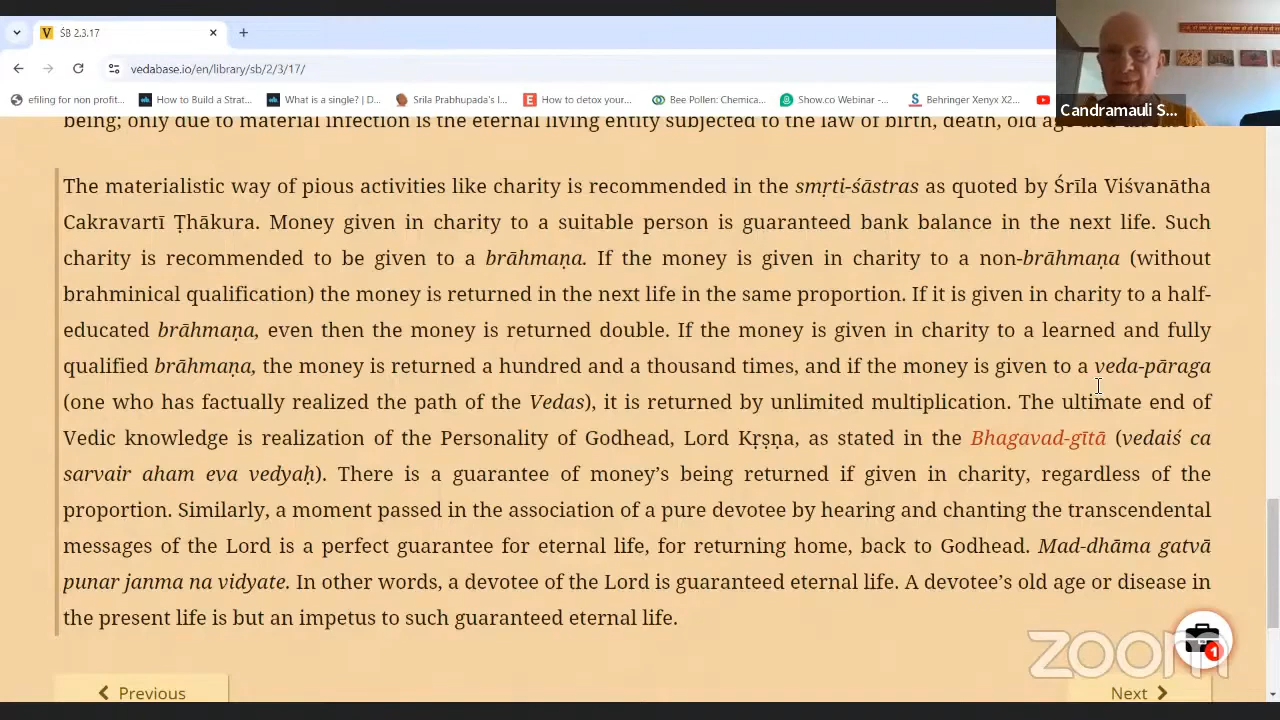 ŚB 2.3.17
vedabase.io/en/library/sb/2/3/17/
efiling for non profit...
How to Build a Strat...
What is a single | D...
Srila Prabhupada's l...
How to detox your...
Bee Pollen: Chemica...
Show.co Webinar -...
Behringer Xenyx X2...
Candramauli S...
being; only due to material invasion is the eternal living entity subjected to the law of birth, death, old age and disease.
The materialistic way of pious activities like charity is recommended in the smṛti-śāstras as quoted by Śrīla Viśvanātha
Cakravartī Ṭhākura. Money given in charity to a suitable person is guaranteed bank balance in the next life. Such
charity is recommended to be given to a brāhmaṇa. If the money is given in charity to a non-brāhmaṇa (without
brahminical qualification) the money is returned in the next life in the same proportion. If it is given in charity to a half-
educated brāhmaṇa, even then the money is returned double. If the money is given in charity to a learned and fully
qualified brāhmaṇa, the money is returned a hundred and a thousand times, and if the money is given to a veda-pāraga
(one who has factually realized the path of the Vedas), it is returned by unlimited multiplication. The ultimate end of
Vedic knowledge is realization of the Personality of Godhead, Lord Kṛṣṇa, as stated in the Bhagavad-gītā (vedaiś ca
sarvair aham eva vedyaḥ). There is a guarantee of money's being returned if given in charity, regardless of the
proportion. Similarly, a moment passed in the association of a pure devotee by hearing and chanting the transcendental
messages of the Lord is a perfect guarantee for eternal life, for returning home, back to Godhead. Mad-dhāma gatvā
punar janma na vidyate. In other words, a devotee of the Lord is guaranteed eternal life. A devotee's old age or disease in
the present life is but an impetus to such guaranteed eternal life.
zoom
1
Previous
Next